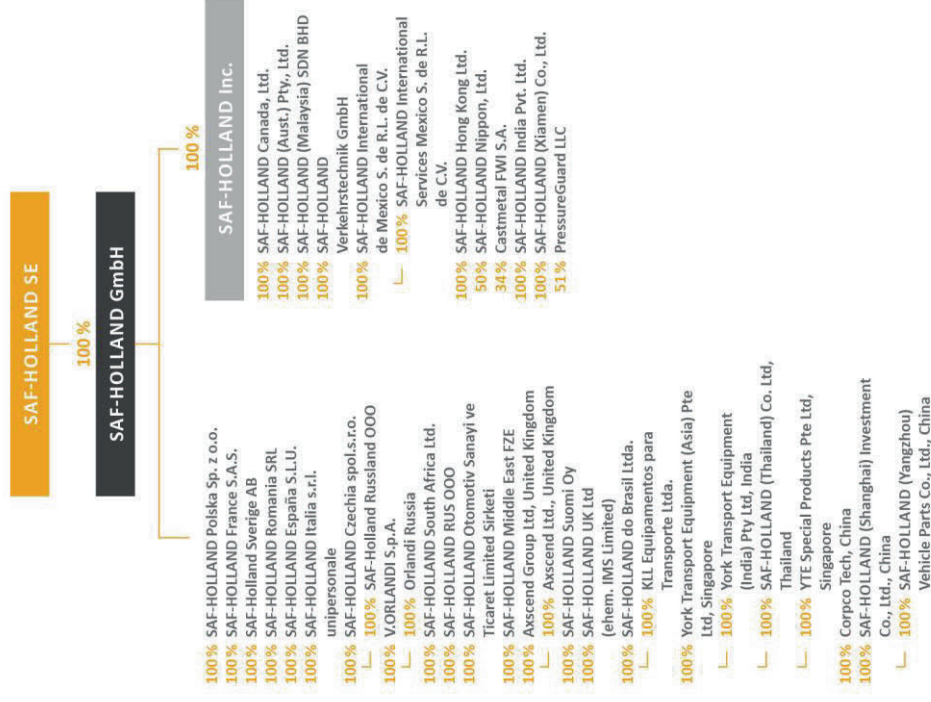 SAF-HOLLAND SE
100 %
SAF-HOLLAND GmbH
100% SAF-HOLLAND Polska Sp. z o.o.
100% SAF-HOLLAND France S.A.S.
100% SAF-Holland Sverige AB
100% SAF-HOLLAND Romania SRL
100% SAF-HOLLAND España S.L.U.
100% SAF-HOLLAND Italia s.r.l.
unipersonale
100% SAF-HOLLAND Czechia spol.s.r.o.
100% SAF-Holland Russland OOO
100% V.ORLANDI S.p.A.
100% Orlandi Russia
100% SAF-HOLLAND South Africa Ltd.
100% SAF-HOLLAND RUS OOO
100% SAF-HOLLAND Otomotiv Sanayi ve
Ticaret Limited Sirketi
100% SAF-HOLLAND Middle East FZE
100% Axscend Group Ltd, United Kingdom
100% Axscend Ltd., United Kingdom
100% SAF-HOLLAND Suomi Oy
100% SAF-HOLLAND UK Ltd
(ehem. IMS Limited)
100% SAF-HOLLAND do Brasil Ltda.
100% KLL Equipamentos para
Transporte Ltda.
100% York Transport Equipment (Asia) Pte
Ltd, Singapore
100% York Transport Equipment
(India) Pty Ltd, India
100% SAF-HOLLAND (Thailand) Co. Ltd,
Thailand
100% YTE Special Products Pte Ltd,
Singapore
100% Corpco Tech, China
100% SAF-HOLLAND (Shanghai) Investment
Co., Ltd., China
100% SAF-HOLLAND (Yangzhou)
Vehicle Parts Co., Ltd., China
100 %
SAF-HOLLAND Inc.
100% SAF-HOLLAND Canada, Ltd.
100% SAF-HOLLAND (Aust.) Pty., Ltd.
100% SAF-HOLLAND (Malaysia) SDN BHD
100% SAF-HOLLAND
Verkehrstechnik GmbH
100% SAF-HOLLAND International
de Mexico S. de R.L. de C.V.
100% SAF-HOLLAND International
Services Mexico S. de R.L.
de C.V.
100% SAF-HOLLAND Hong Kong Ltd.
50% SAF-HOLLAND Nippon, Ltd.
34% Castmetal FWI S.A.
100% SAF-HOLLAND India Pvt. Ltd.
100% SAF-HOLLAND (Xiamen) Co., Ltd.
51% PressureGuard LLC